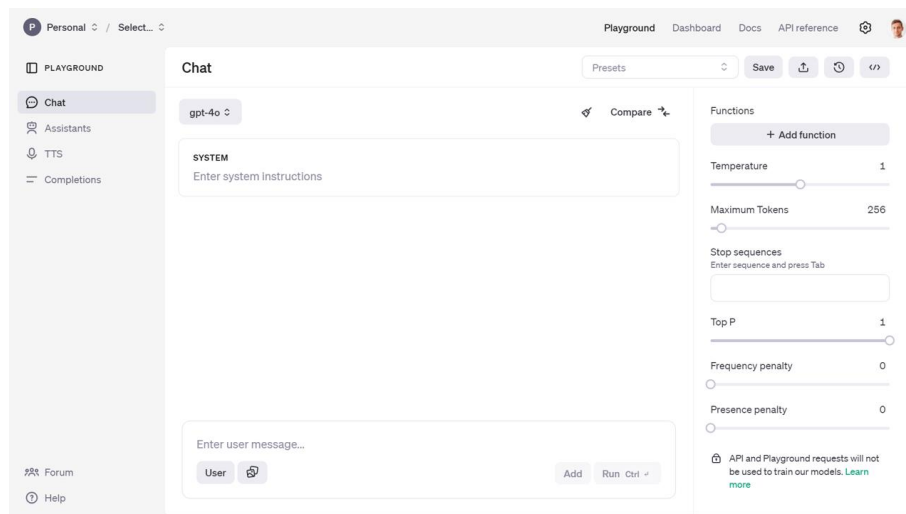 P Personal / Select...
Playground Dashboard Docs API reference
PLAYGROUND
Chat
Assistants
TTS
Completions
Forum
Help
Chat
Presets
Save
gpt-4o
Compare
SYSTEM
Enter system instructions
Enter user message...
User
Add
Run Ctrl ↵
Functions
+ Add function
Temperature 1
Maximum Tokens 256
Stop sequences
Enter sequence and press Tab
Top P 1
Frequency penalty 0
Presence penalty 0
API and Playground requests will not
be used to train our models. Learn
more